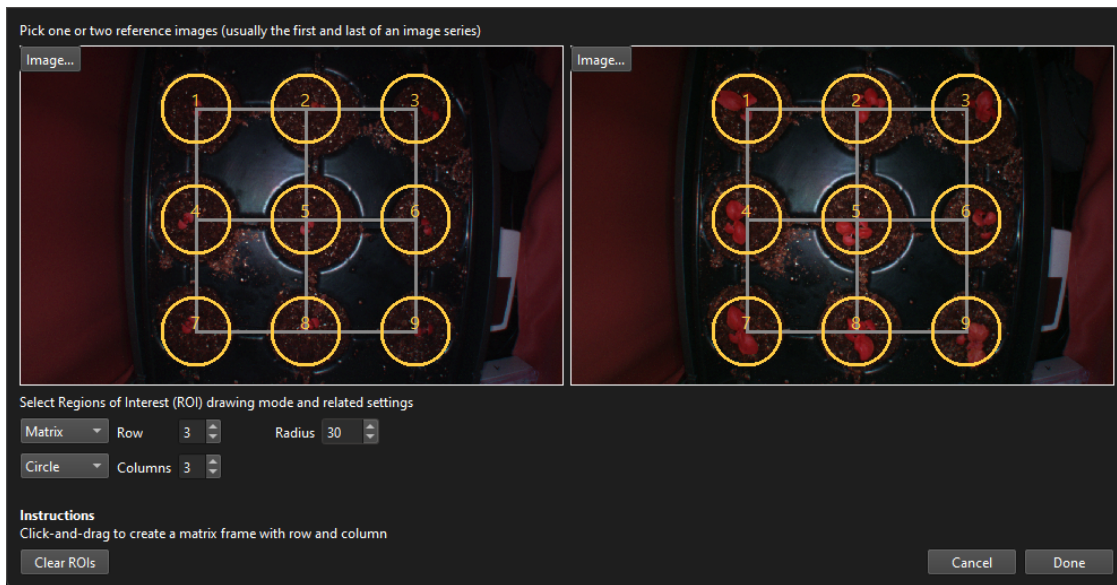 Pick one or two reference images (usually the first and last of an image series)
Image...
1 2 3
4 5 6
7 8 9
Image...
1 2 3
4 5 6
7 8 9
Select Regions of Interest (ROI) drawing mode and related settings
Matrix Row 3 Radius 30
Circle Columns 3
Instructions
Click-and-drag to create a matrix frame with row and column
Clear ROIs Cancel Done